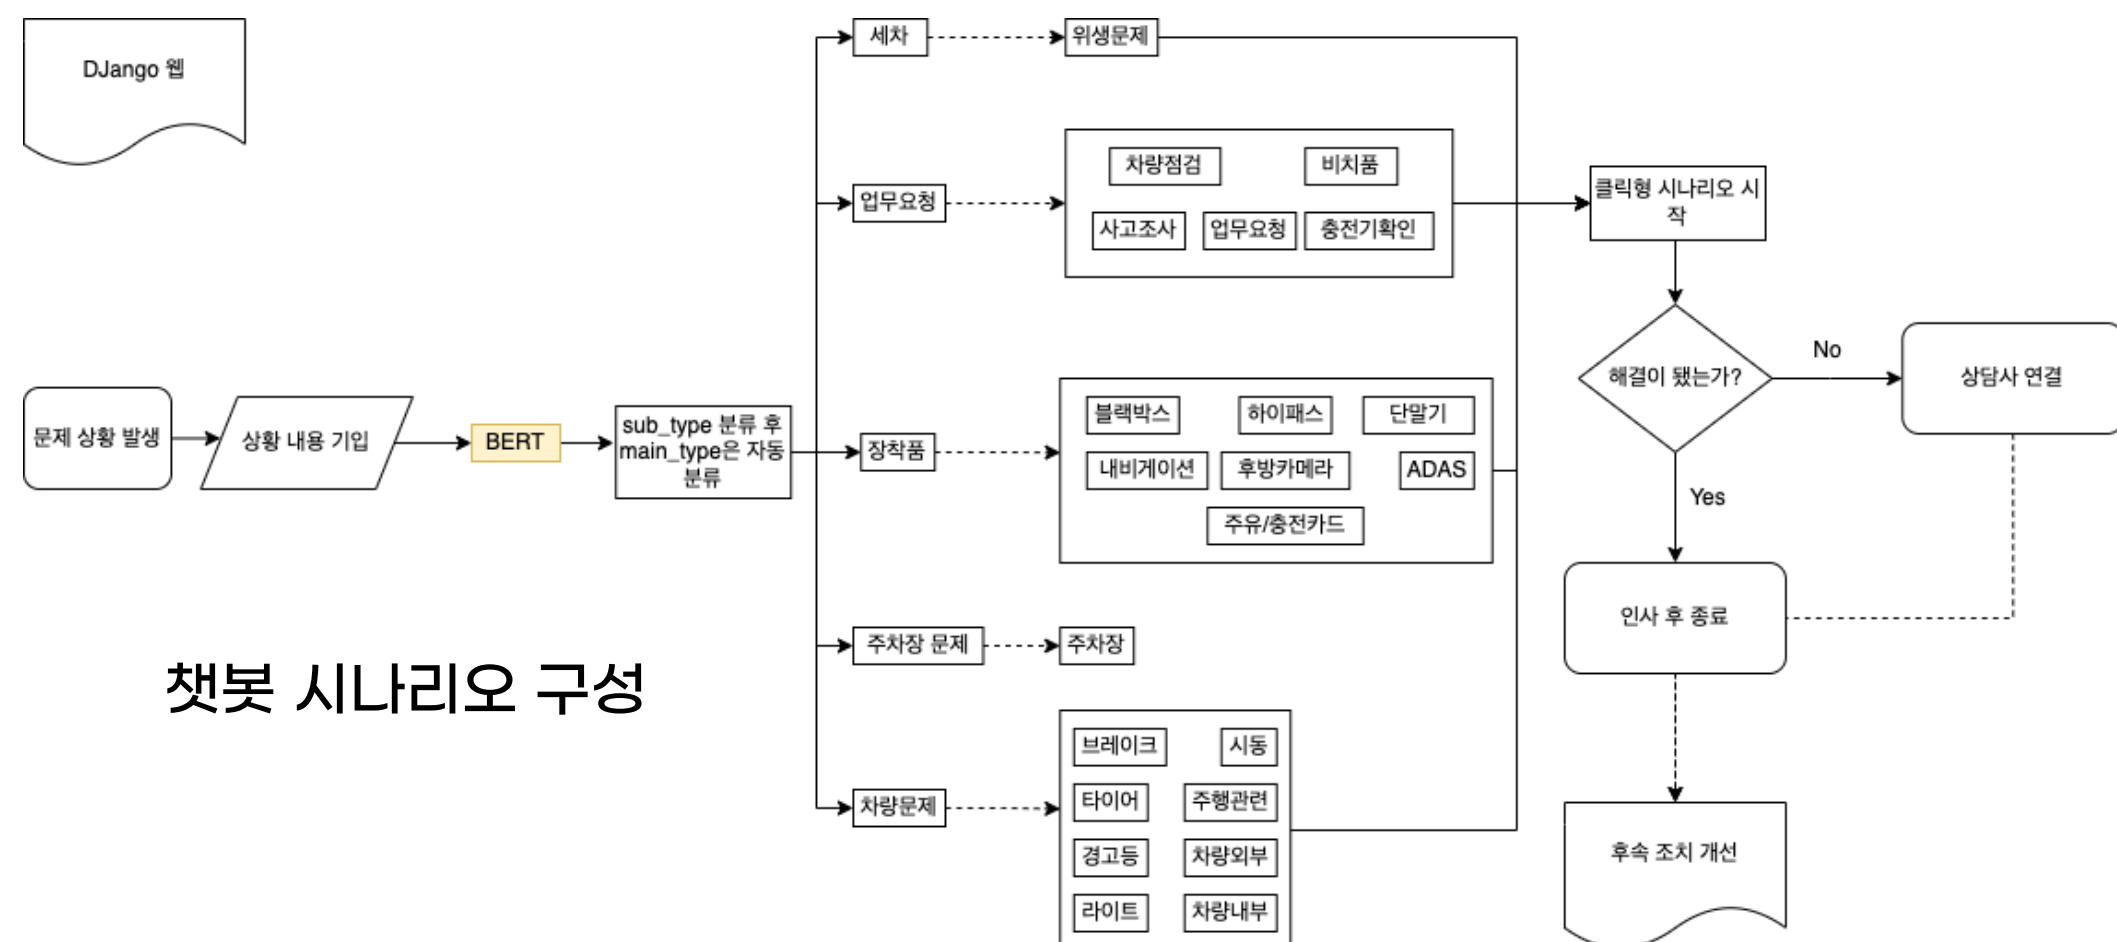 DJango 웹
문제 상황 발생
상황 내용 기입
BERT
sub_type 분류 후
main_type은 자동
분류
세차
위생문제
업무요청
차량점검
비치품
사고조사
업무요청
충전기확인
장착품
블랙박스
하이패스
단말기
내비게이션
후방카메라
ADAS
주유/충전카드
주차장 문제
주차장
차량문제
브레이크
시동
타이어
주행관련
경고등
차량외부
라이트
차량내부
클릭형 시나리오 시
작
해결이 됐는가?
No
상담사 연결
Yes
인사 후 종료
후속 조치 개선
챗봇 시나리오 구성